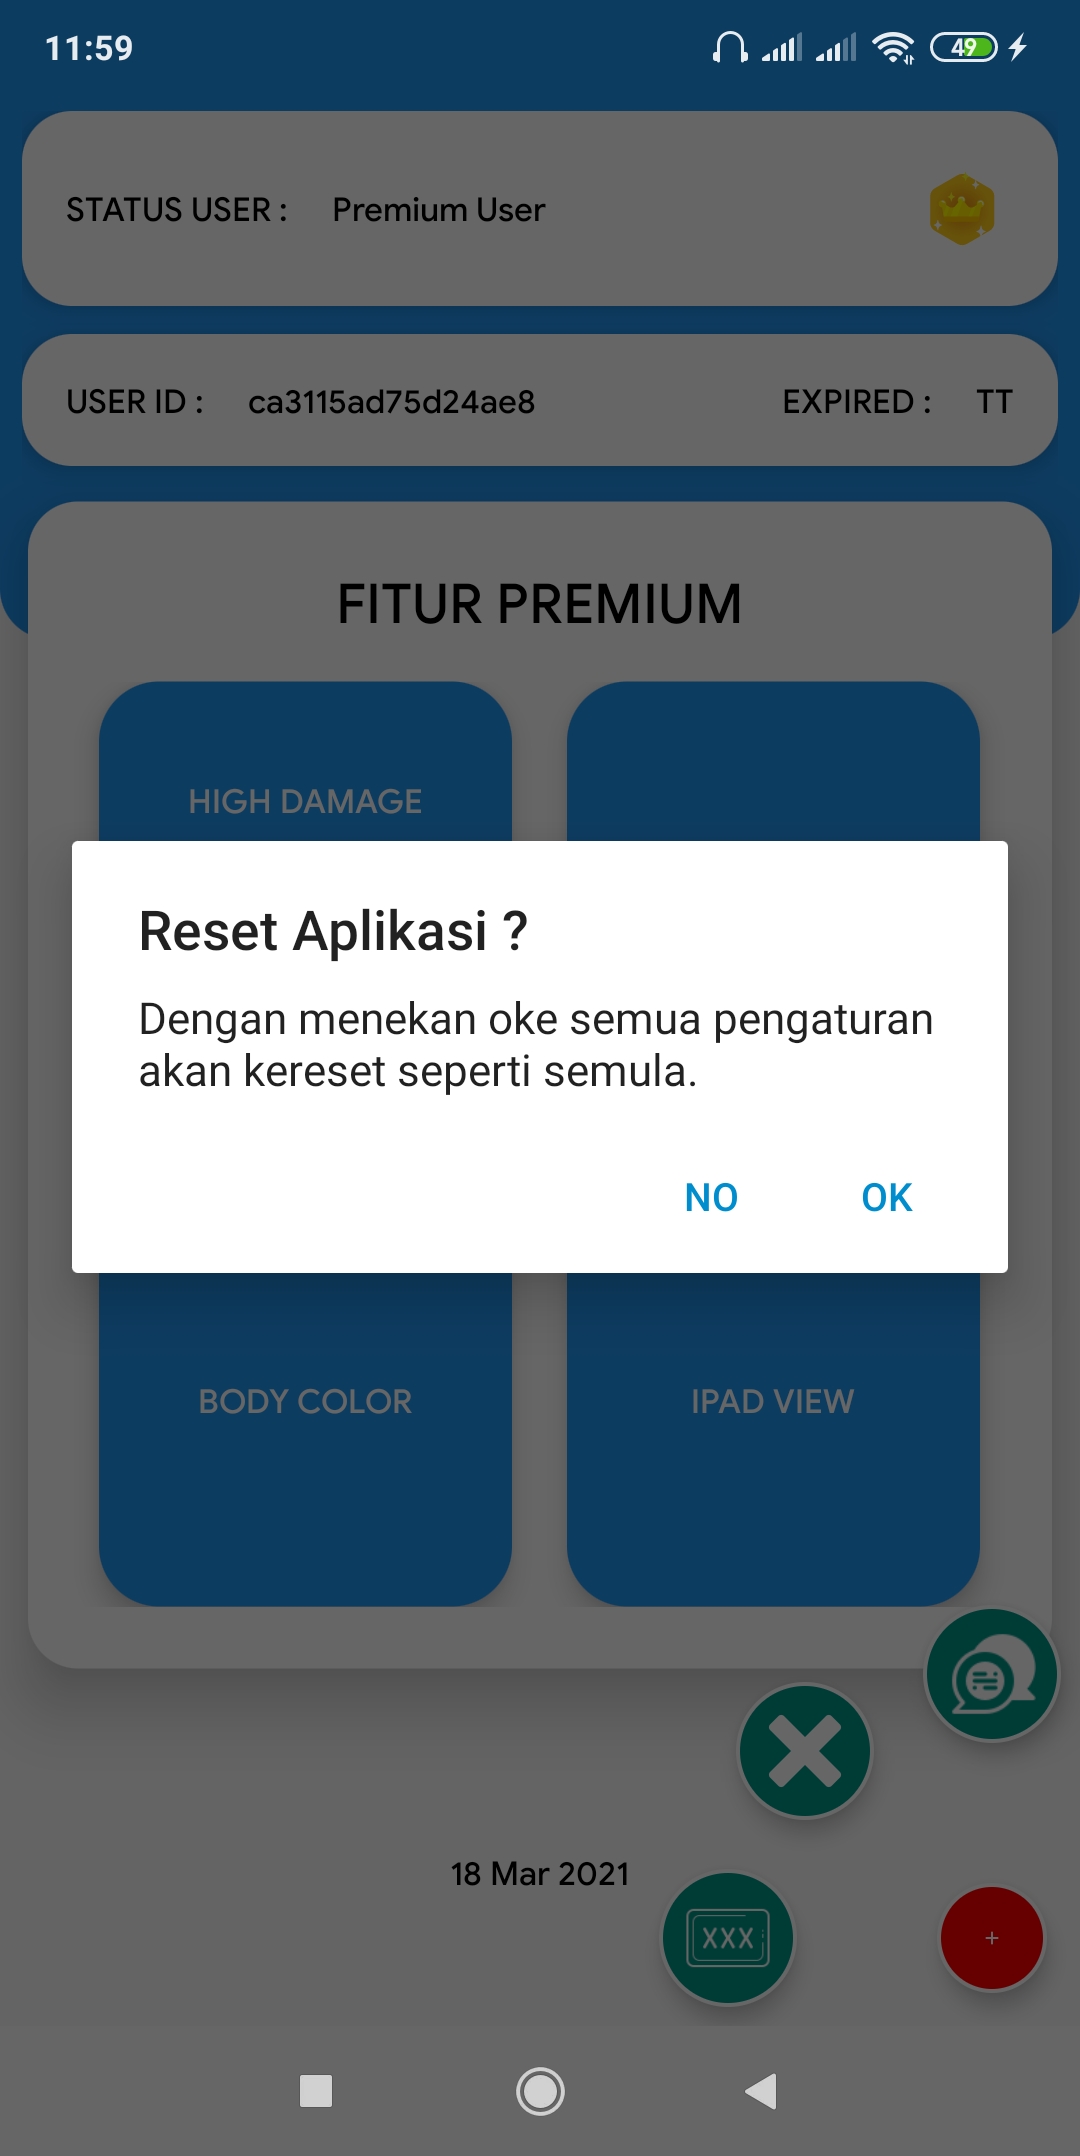 11:59
49
STATUS USER : Premium User
USER ID : ca3115ad75d24ae8 EXPIRED : TT
FITUR PREMIUM
HIGH DAMAGE
Reset Aplikasi ?
Dengan menekan oke semua pengaturan
akan kereset seperti semula.
NO OK
BODY COLOR IPAD VIEW
18 Mar 2021
XXX
+